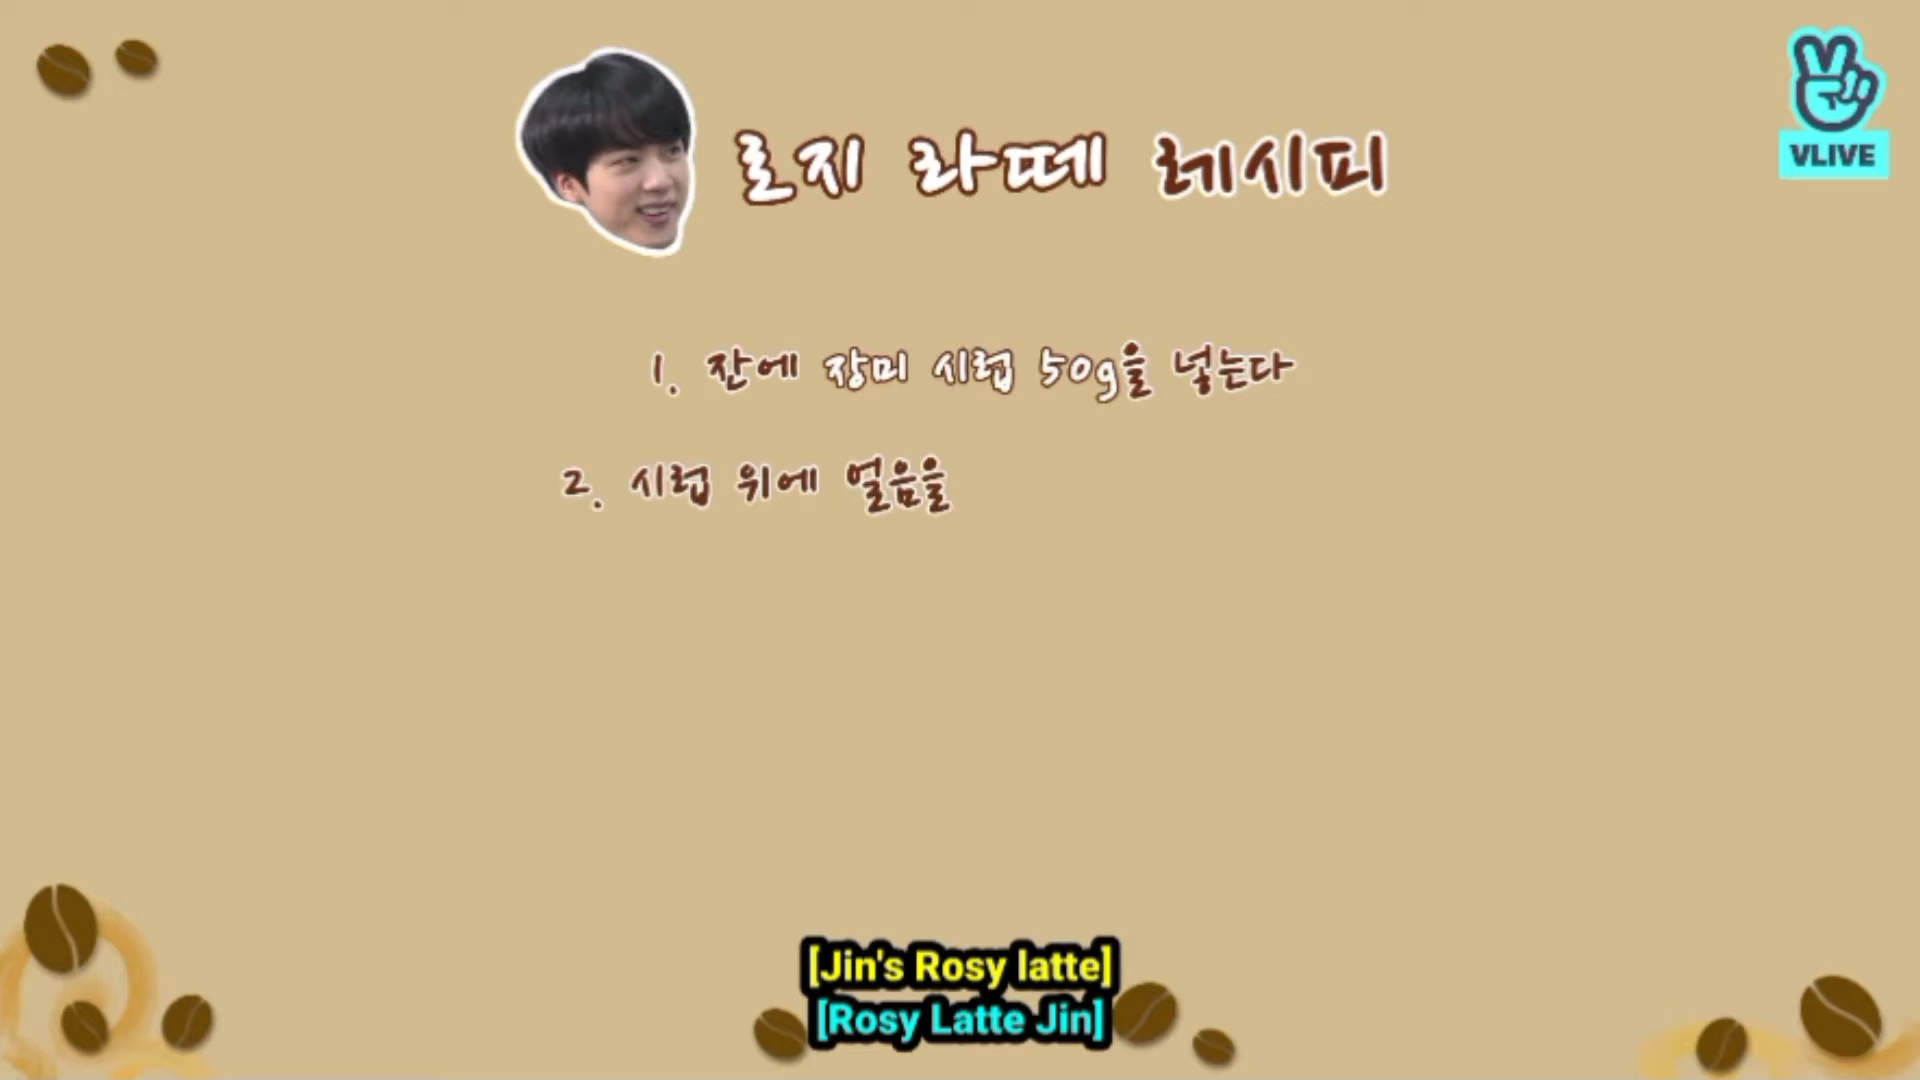 로지 라떼 레시피
VLIVE
1. 잔에 장미 시럽 50g을 넣는다
2. 시럽 위에 얼음을
[Jin's Rosy latte]
[Rosy Latte Jin]